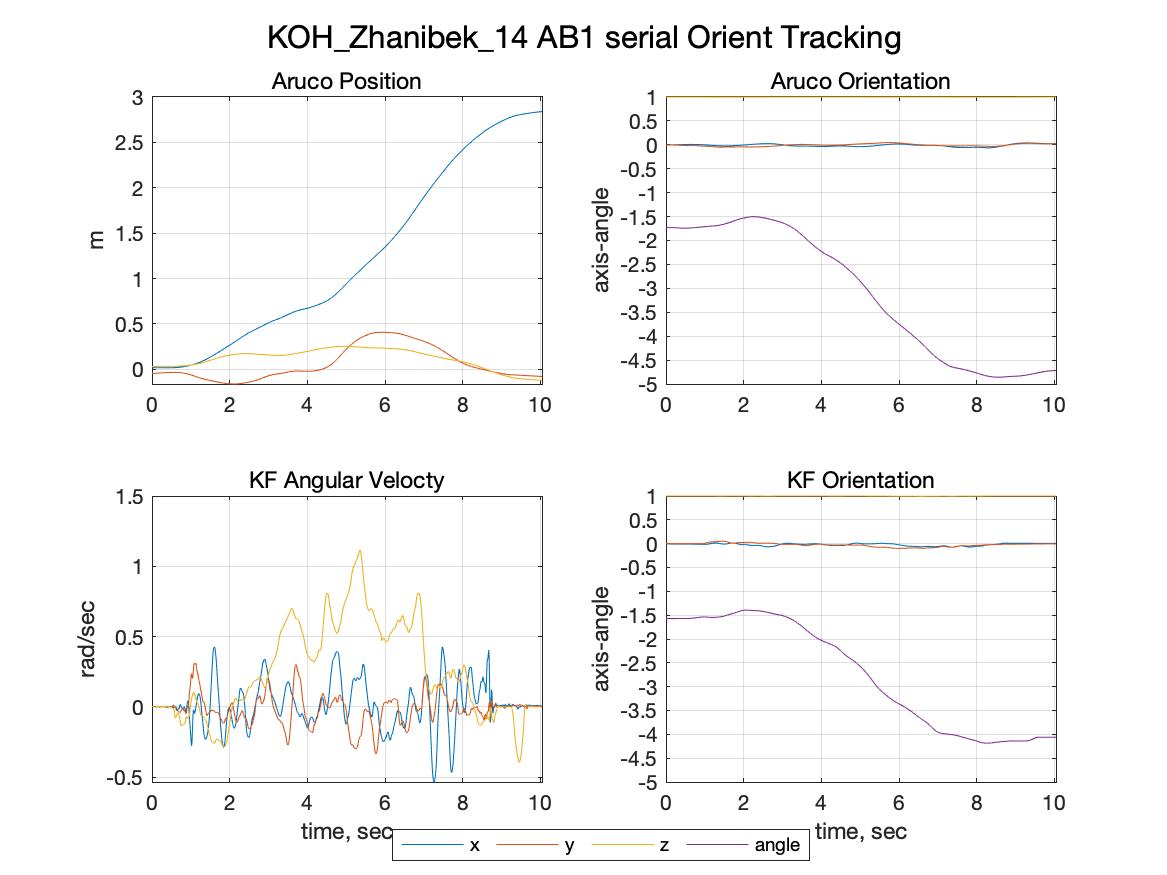 KOH_Zhanibek_14 AB1 serial Orient Tracking
Aruco Position
3
2.5
2
1.5
1
0.5
0
m
0 2 4 6 8 10
Aruco Orientation
1
0.5
0
-0.5
-1
-1.5
-2
-2.5
-3
-3.5
-4
-4.5
-5
axis-angle
0 2 4 6 8 10
KF Angular Velocty
1.5
1
0.5
0
-0.5
rad/sec
0 2 4 6 8 10
time, sec
KF Orientation
1
0.5
0
-0.5
-1
-1.5
-2
-2.5
-3
-3.5
-4
-4.5
-5
axis-angle
0 2 4 6 8 10
time, sec
x y z angle